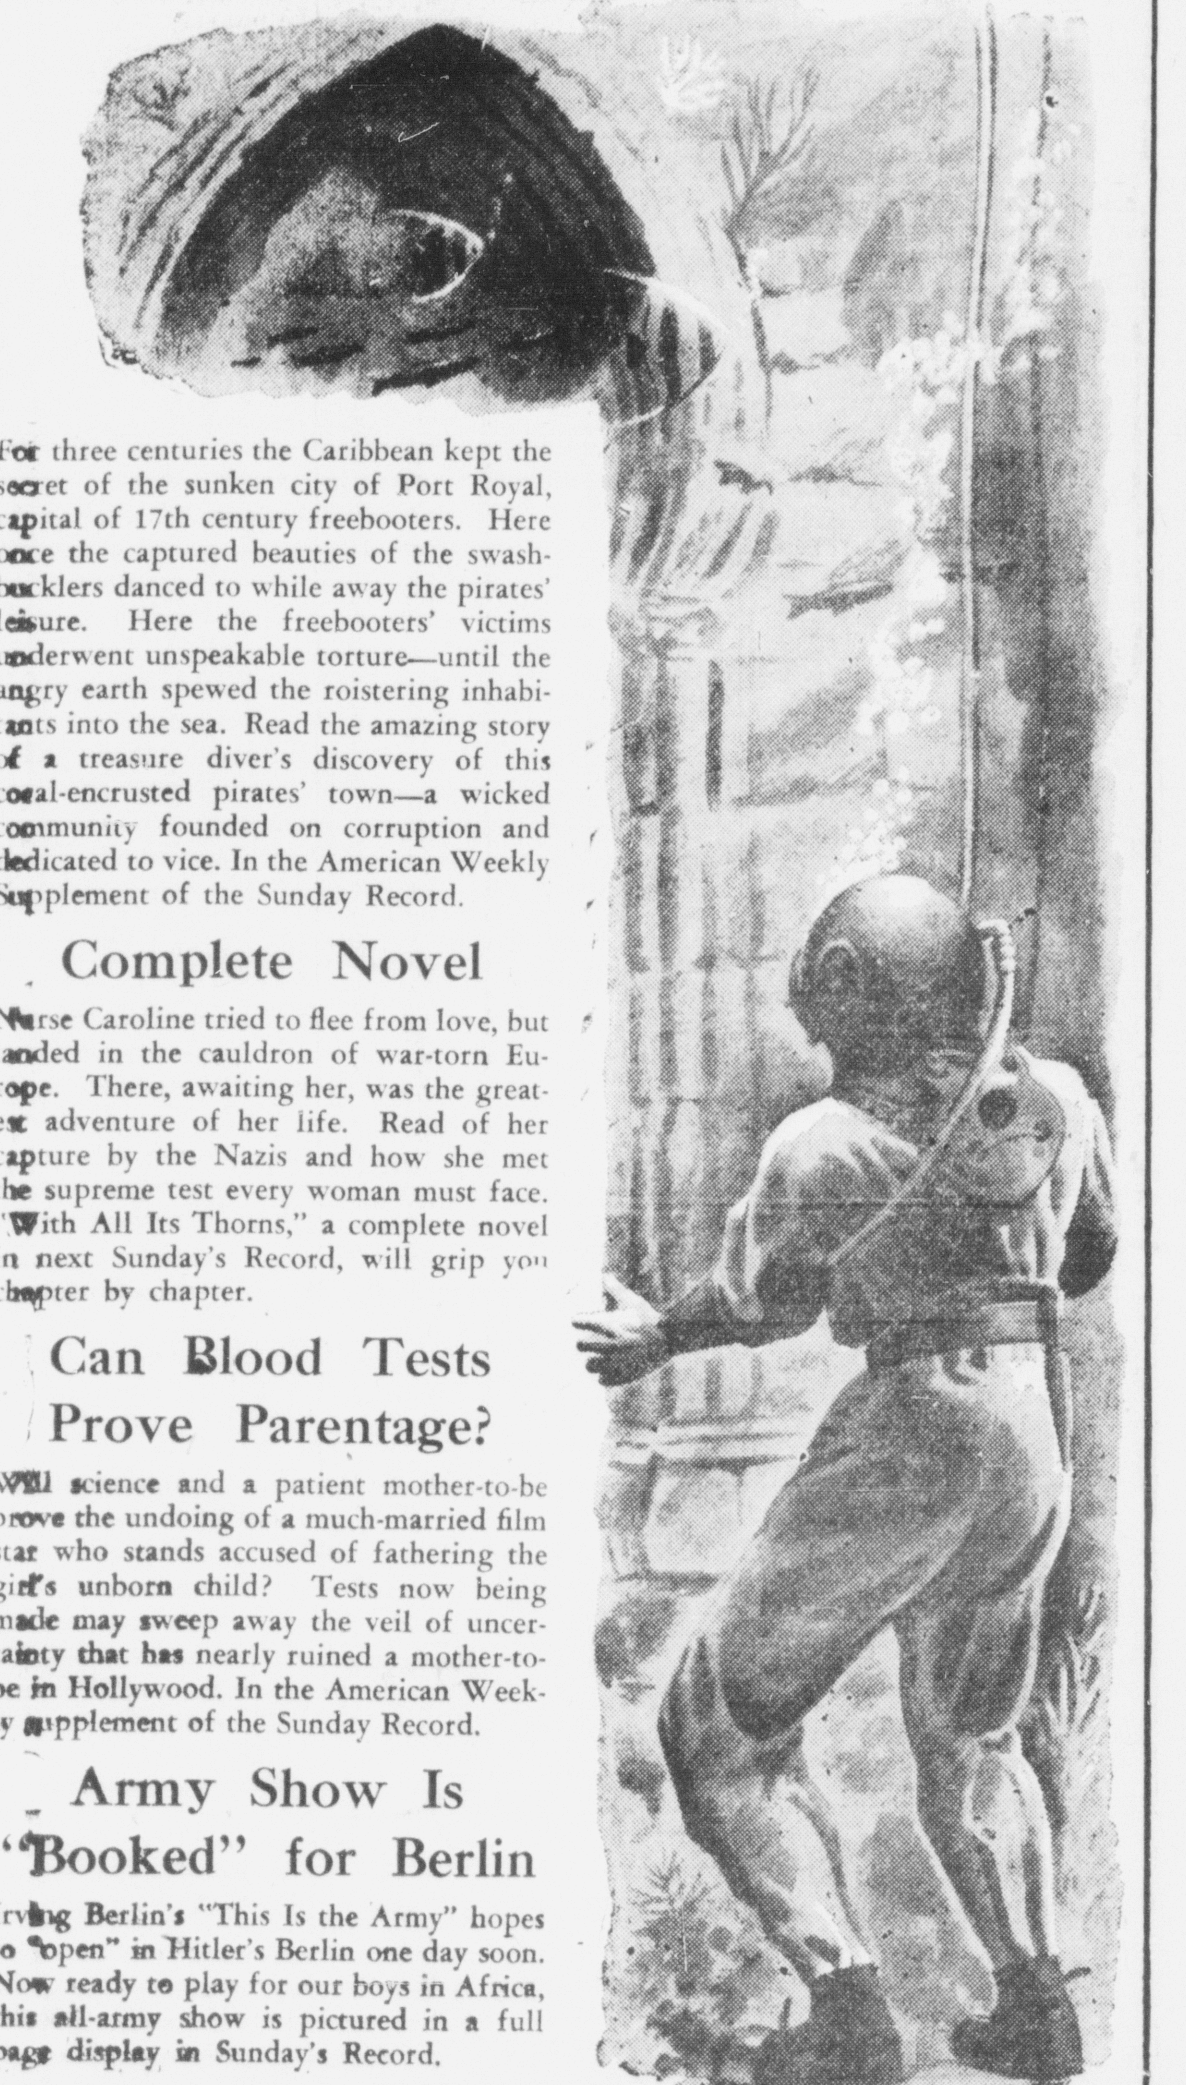 For three centuries the Caribbean kept the
secret of the sunken city of Port Royal,
capital of 17th century freebooters. Here
once the captured beauties of the swash-
bucklers danced to while away the pirates'
leisure. Here the freebooters' victims
underwent unspeakable torture—until the
angry earth spewed the roistering inhabi-
tants into the sea. Read the amazing story
of a treasure diver's discovery of this
coral-encrusted pirates' town—a wicked
community founded on corruption and
dedicated to vice. In the American Weekly
Supplement of the Sunday Record.
Complete Novel
Nurse Caroline tried to flee from love, but
landed in the cauldron of war-torn Eu-
rope. There, awaiting her, was the great-
est adventure of her life. Read of her
capture by the Nazis and how she met
the supreme test every woman must face.
"With All Its Thorns," a complete novel
in next Sunday's Record, will grip you
chapter by chapter.
Can Blood Tests
Prove Parentage?
Will science and a patient mother-to-be
prove the undoing of a much-married film
star who stands accused of fathering the
girl's unborn child? Tests now being
made may sweep away the veil of uncer-
tainty that has nearly ruined a mother-to-
be in Hollywood. In the American Week-
ly supplement of the Sunday Record.
Army Show Is
"Booked" for Berlin
Irving Berlin's "This Is the Army" hopes
to "open" in Hitler's Berlin one day soon.
Now ready to play for our boys in Africa,
this all-army show is pictured in a full
page display in Sunday's Record.